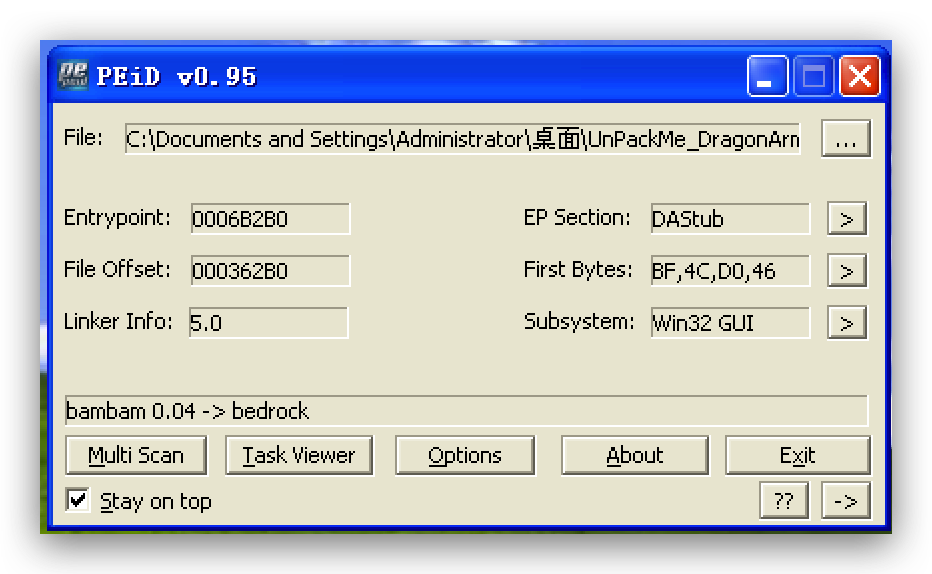 PEiD v0.95
File: C:\Documents and Settings\Administrator\桌面\UnPackMe_DragonArm ...
Entrypoint: 0006B2B0 EP Section: DAStub >
File Offset: 000362B0 First Bytes: BF,4C,D0,46 >
Linker Info: 5.0 Subsystem: Win32 GUI >
bambam 0.04 -> bedrock
Multi Scan Task Viewer Options About Exit
Stay on top ?? ->